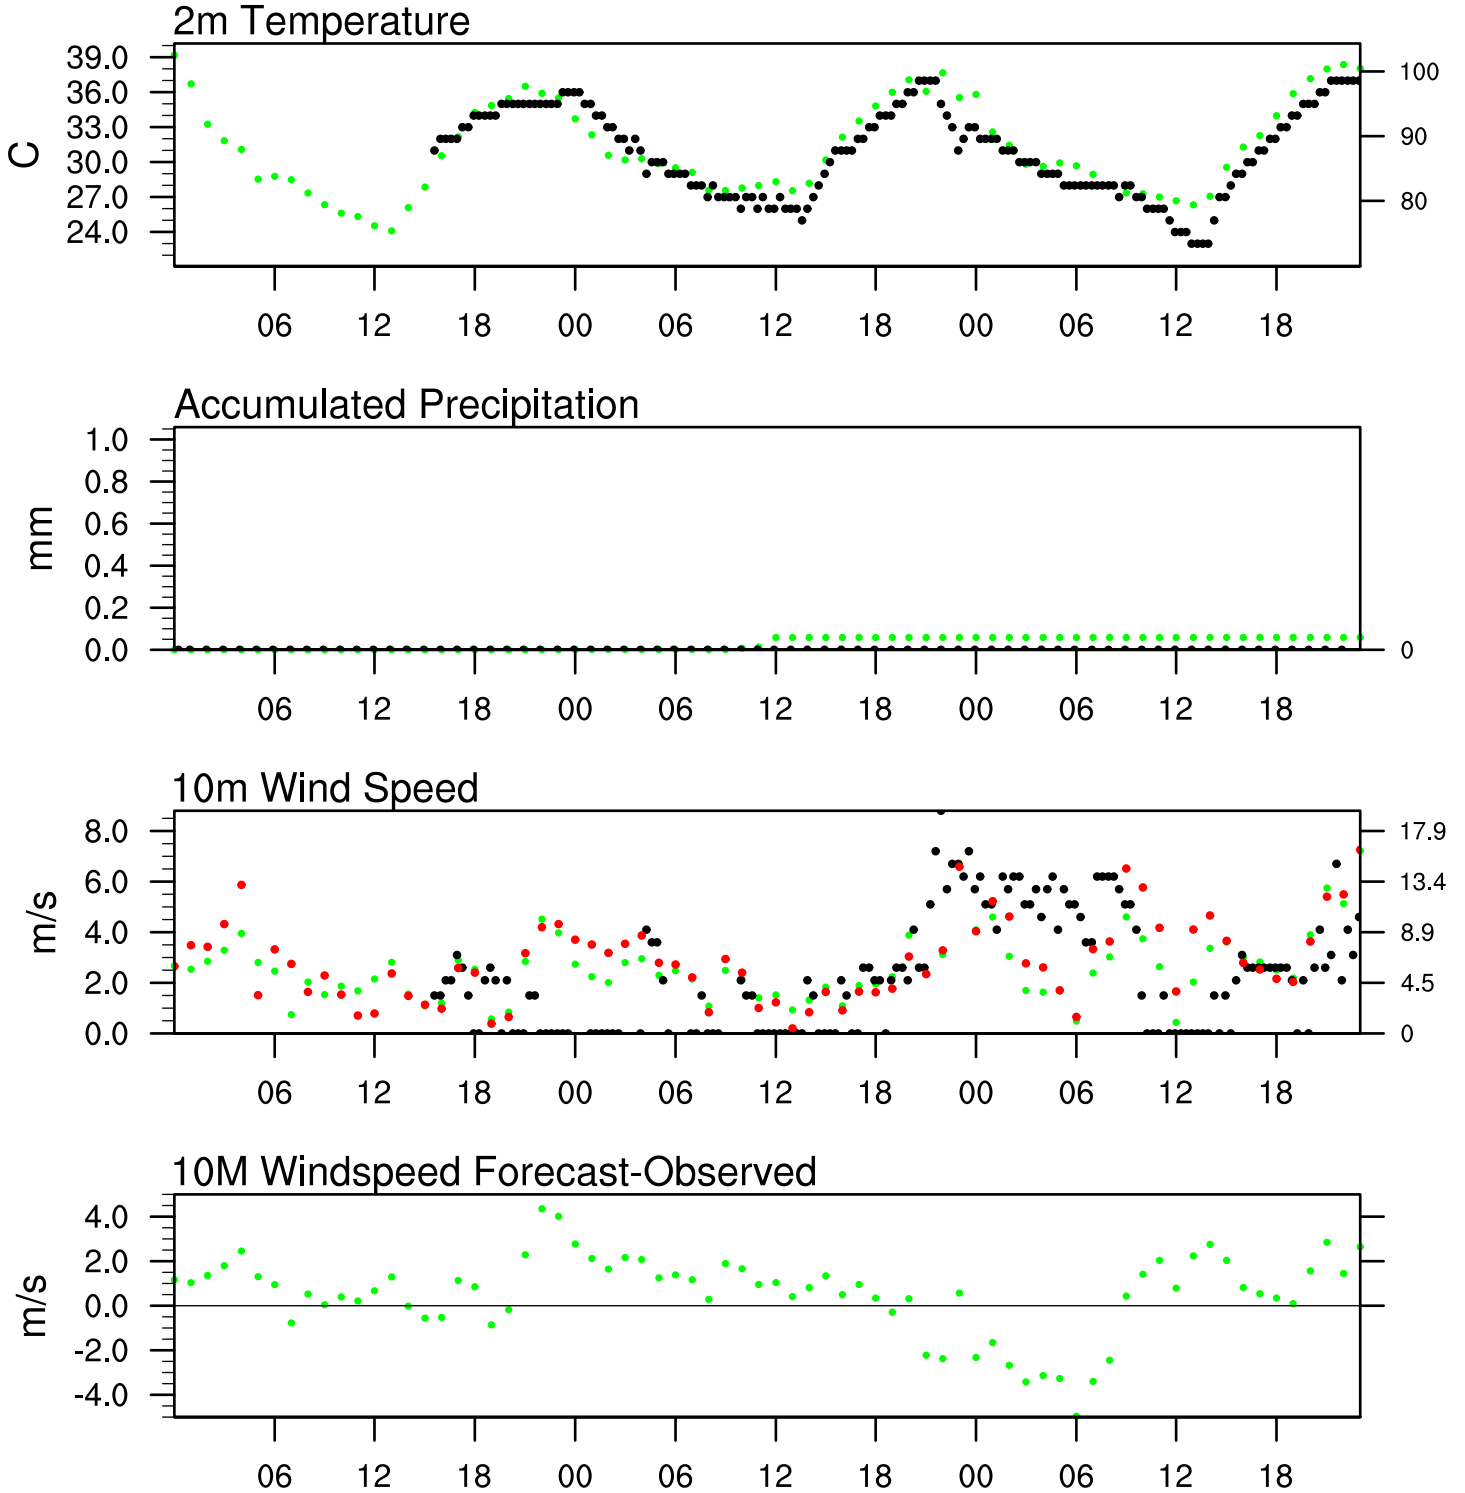 2m Temperature
39.0
36.0
33.0
30.0
27.0
24.0
C
100
90
80
06 12 18 00 06 12 18 00 06 12 18
Accumulated Precipitation
1.0
0.8
0.6
0.4
0.2
0.0
mm
0
06 12 18 00 06 12 18 00 06 12 18
10m Wind Speed
8.0
6.0
4.0
2.0
0.0
m/s
17.9
13.4
8.9
4.5
0
06 12 18 00 06 12 18 00 06 12 18
10M Windspeed Forecast-Observed
4.0
2.0
0.0
-2.0
-4.0
m/s
06 12 18 00 06 12 18 00 06 12 18